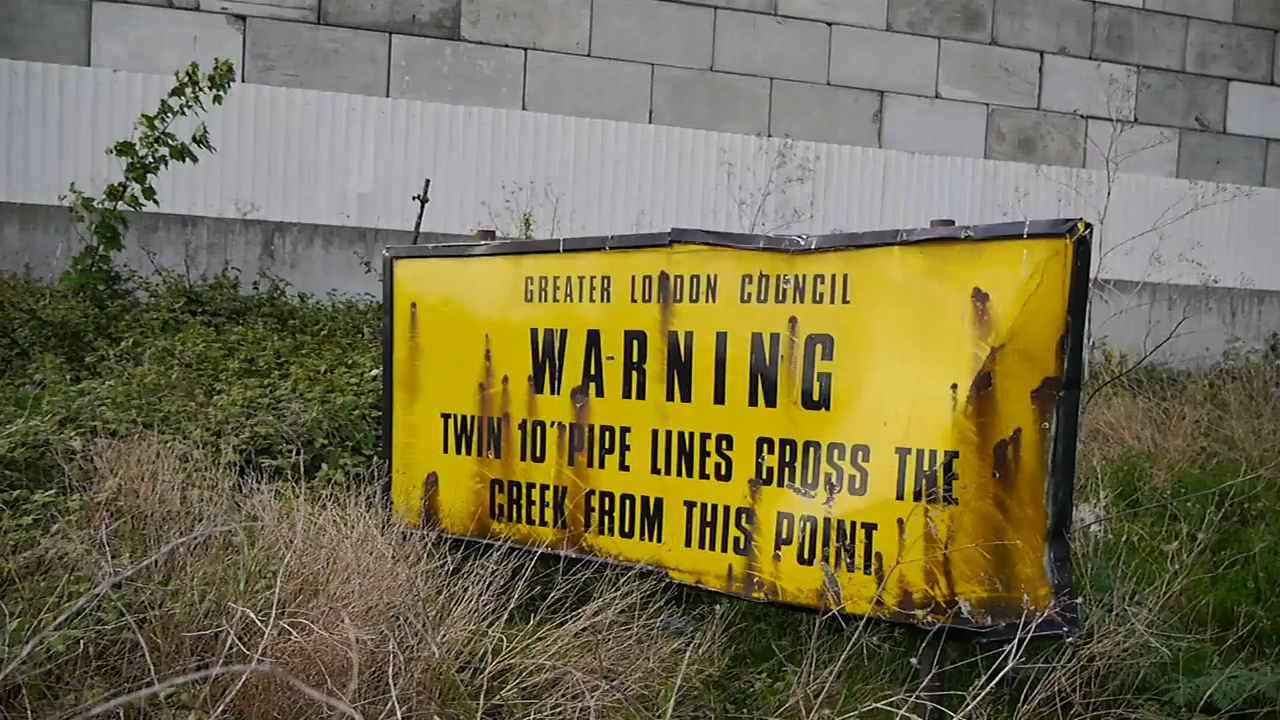 GREATER LONDON COUNCIL
WARNING
TWIN 10" PIPE LINES CROSS THE
CREEK FROM THIS POINT.